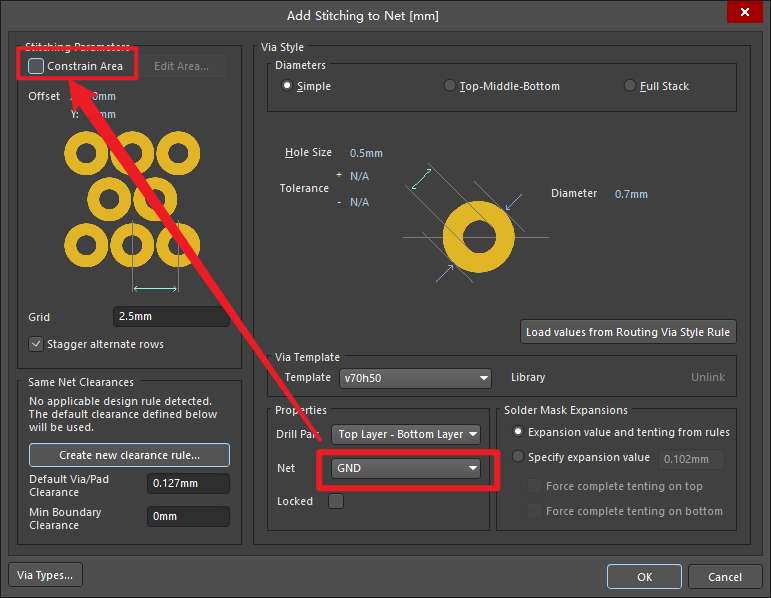 Add Stitching to Net [mm]
Stitching Parameters
Constrain Area
Edit Area...
Offset
mm
Y:
mm
Grid
2.5mm
Stagger alternate rows
Same Net Clearances
No applicable design rule detected.
The default clearance defined below
will be used.
Create new clearance rule...
Default Via/Pad
Clearance
0.127mm
Min Boundary
Clearance
0mm
Via Style
Diameters
Simple
Top-Middle-Bottom
Full Stack
Hole Size
0.5mm
Tolerance
+ N/A
- N/A
Diameter
0.7mm
Load values from Routing Via Style Rule
Via Template
Template
v70h50
Library
Unlink
Properties
Drill Pair
Top Layer - Bottom Layer
Net
GND
Locked
Solder Mask Expansions
Expansion value and tenting from rules
Specify expansion value
0.102mm
Force complete tenting on top
Force complete tenting on bottom
Via Types...
OK
Cancel